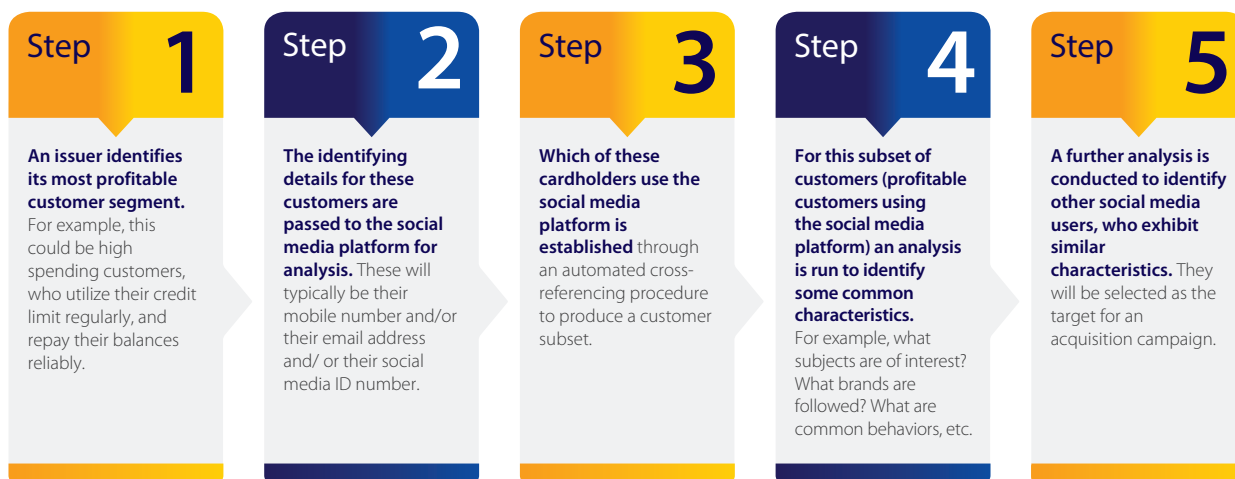 Step 1
An issuer identifies
its most profitable
customer segment.
For example, this
could be high
spending customers,
who utilize their credit
limit regularly, and
repay their balances
reliably.
Step 2
The identifying
details for these
customers are
passed to the social
media platform for
analysis. These will
typically be their
mobile number and/or
their email address
and/ or their social
media ID number.
Step 3
Which of these
cardholders use the
social media
platform is
established through
an automated cross-
referencing procedure
to produce a customer
subset.
Step 4
For this subset of
customers (profitable
customers using
the social media
platform) an analysis
is run to identify
some common
characteristics.
For example, what
subjects are of interest?
What brands are
followed? What are
common behaviors, etc.
Step 5
A further analysis is
conducted to identify
other social media
users, who exhibit
similar
characteristics. They
will be selected as the
target for an
acquisition campaign.